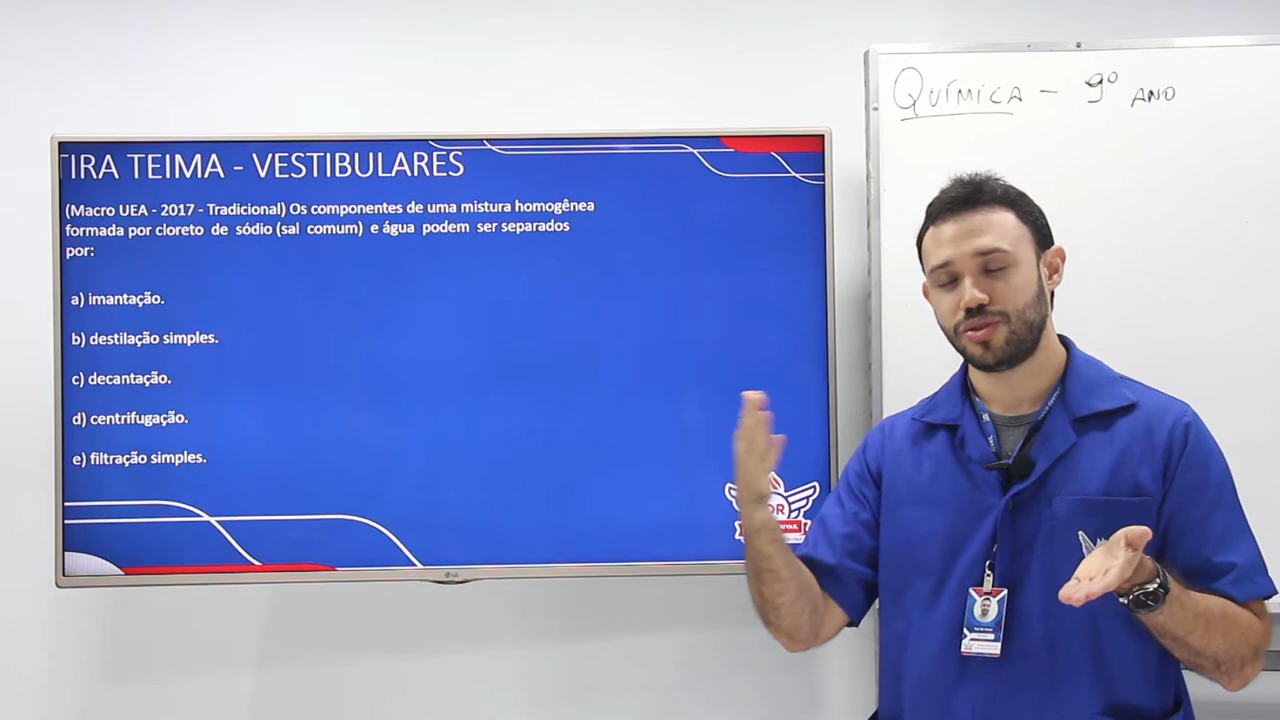 QUÍMICA - 9º ANO
TIRA TEIMA - VESTIBULARES
(Macro UEA - 2017 - Tradicional) Os componentes de uma mistura homogênea
formada por cloreto de sódio (sal comum) e água podem ser separados
por:
a) imantação.
b) destilação simples.
c) decantação.
d) centrifugação.
e) filtração simples.
LG